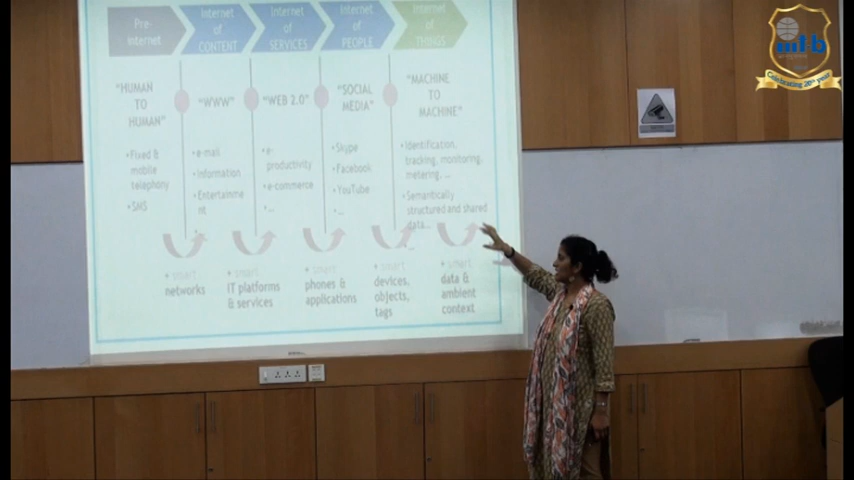 Pre-
internet
Internet
of
CONTENT
Internet
of
SERVICES
Internet
of
PEOPLE
Internet
of
THINGS
"HUMAN
TO
HUMAN"
"WWW"
"WEB 2.0"
"SOCIAL
MEDIA"
"MACHINE
TO
MACHINE"
• Fixed &
mobile
telephony
• SMS
• e-mail
• Information
• Entertainme
nt
• e-
productivity
• e-commerce
• ...
• Skype
• Facebook
• YouTube
• ...
• Identification,
tracking, monitoring,
metering, ...
• Semantically
structured and shared
data...
+ smart
networks
+ smart
IT platforms
& services
+ smart
phones &
applications
+ smart
devices,
objects,
tags
+ smart
data &
ambient
context
iiitb
Celebrating 20th year